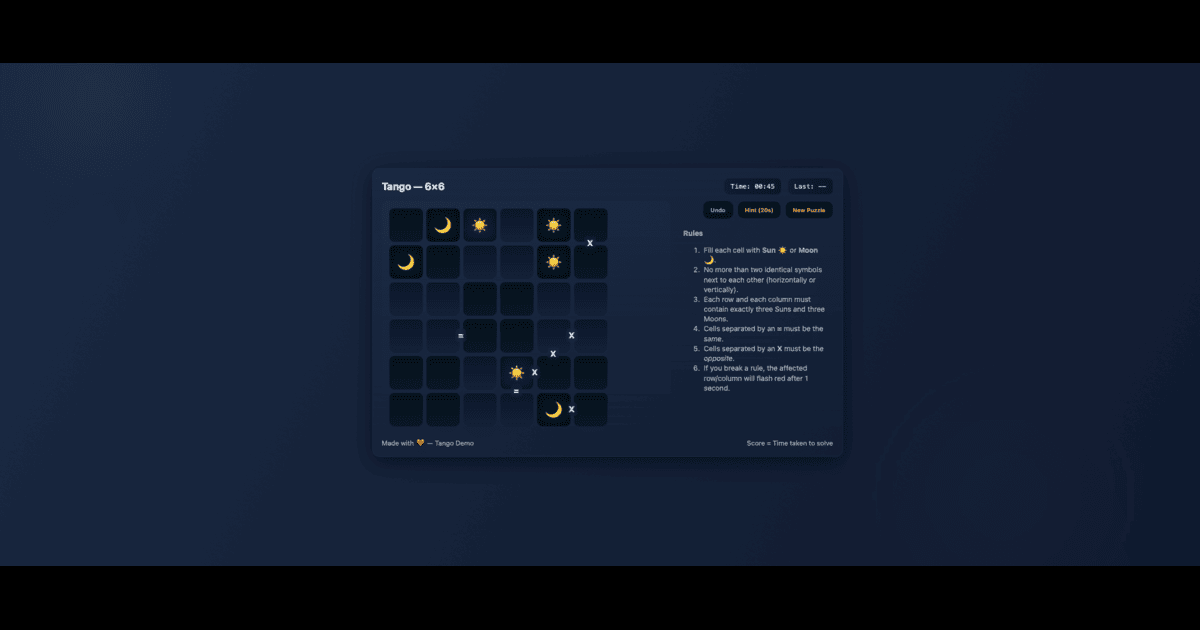 Tango — 6×6
Time: 00:45
Last: —
Undo
Hint (20s)
New Puzzle
X
=
X
X
X
=
X
Rules
1. Fill each cell with Sun ☀️ or Moon
🌙.
2. No more than two identical symbols
next to each other (horizontally or
vertically).
3. Each row and each column must
contain exactly three Suns and three
Moons.
4. Cells separated by an = must be the
same.
5. Cells separated by an X must be the
opposite.
6. If you break a rule, the affected
row/column will flash red after 1
second.
Made with 🧡 — Tango Demo
Score = Time taken to solve